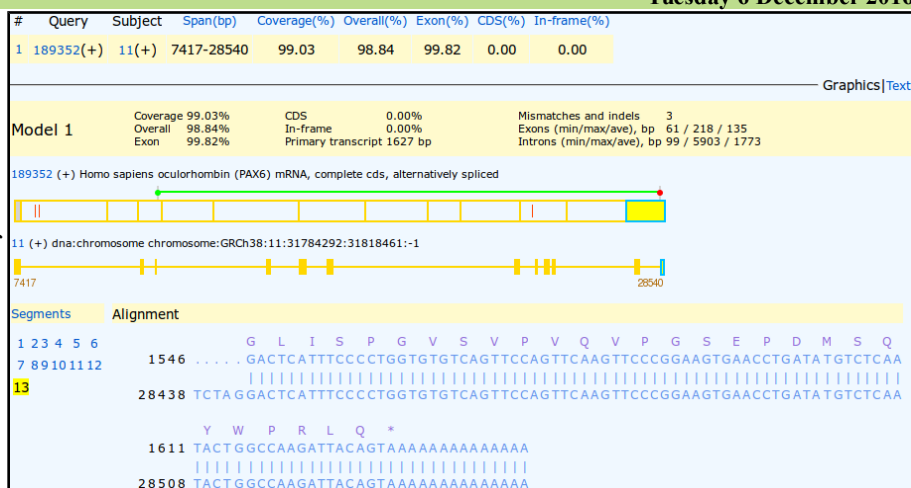 Tuesday 6 December 2016
# Query Subject Span(bp) Coverage(%) Overall(%) Exon(%) CDS(%) In-frame(%)
1 189352(+) 11(+) 7417-28540 99.03 98.84 99.82 0.00 0.00
Graphics|Text
Model 1
Coverage 99.03% CDS 0.00% Mismatches and indels 3
Overall 98.84% In-frame 0.00% Exons (min/max/ave), bp 61 / 218 / 135
Exon 99.82% Primary transcript 1627 bp Introns (min/max/ave), bp 99 / 5903 / 1773
189352 (+) Homo sapiens oculorhombin (PAX6) mRNA, complete cds, alternatively spliced
11 (+) dna:chromosome chromosome:GRCh38:11:31784292:31818461:-1
7417 28540
Segments Alignment
1 2 3 4 5 6
7 8 9 10 11 12
13
G L I S P G V S V P V Q V P G S E P D M S Q
1546 .....GACTCATTTCCCCTGGTGTGTCAGTTCCAGTTCAAGTTCCCGGAAGTGAACCTGATATGTCTCAA
28438 TCTAGGACTCATTTCCCCTGGTGTGTCAGTTCCAGTTCAAGTTCCCGGAAGTGAACCTGATATGTCTCAA
Y W P R L Q *
1611 TACTGGCCAAGATTACAGTAAAAAAAAAAAAAAA
28508 TACTGGCCAAGATTACAGTAAAAAAAAAAAAAAA